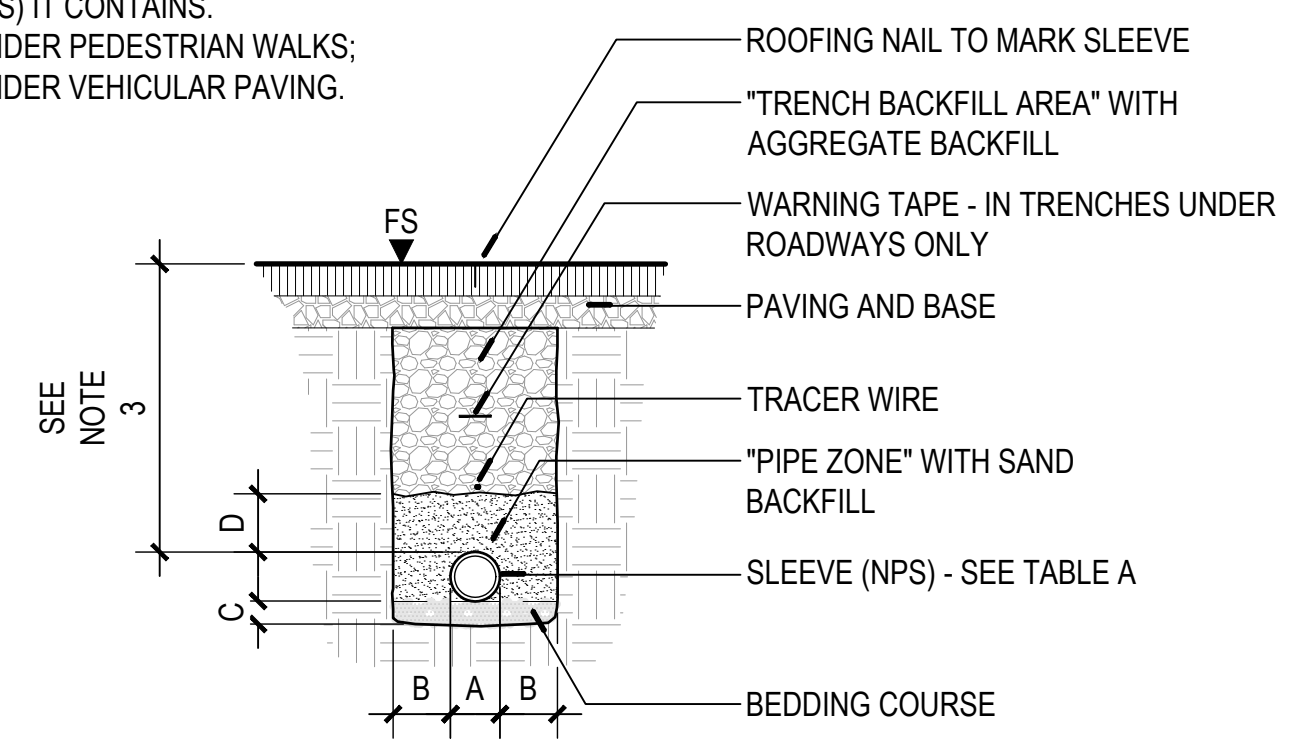 S) IT CONTAINS.
NDER PEDESTRIAN WALKS;
NDER VEHICULAR PAVING.
ROOFING NAIL TO MARK SLEEVE
"TRENCH BACKFILL AREA" WITH
AGGREGATE BACKFILL
WARNING TAPE - IN TRENCHES UNDER
ROADWAYS ONLY
FS
PAVING AND BASE
SEE
NOTE
3
TRACER WIRE
"PIPE ZONE" WITH SAND
BACKFILL
D
SLEEVE (NPS) - SEE TABLE A
C
B A B
BEDDING COURSE